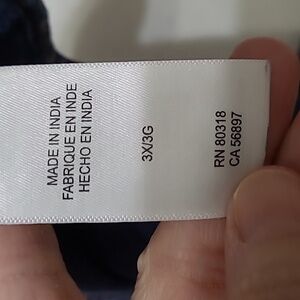 MADE IN INDIA
FABRIQUE EN INDE
HECHO EN INDIA
3X/3G
RN 80318
CA 56897